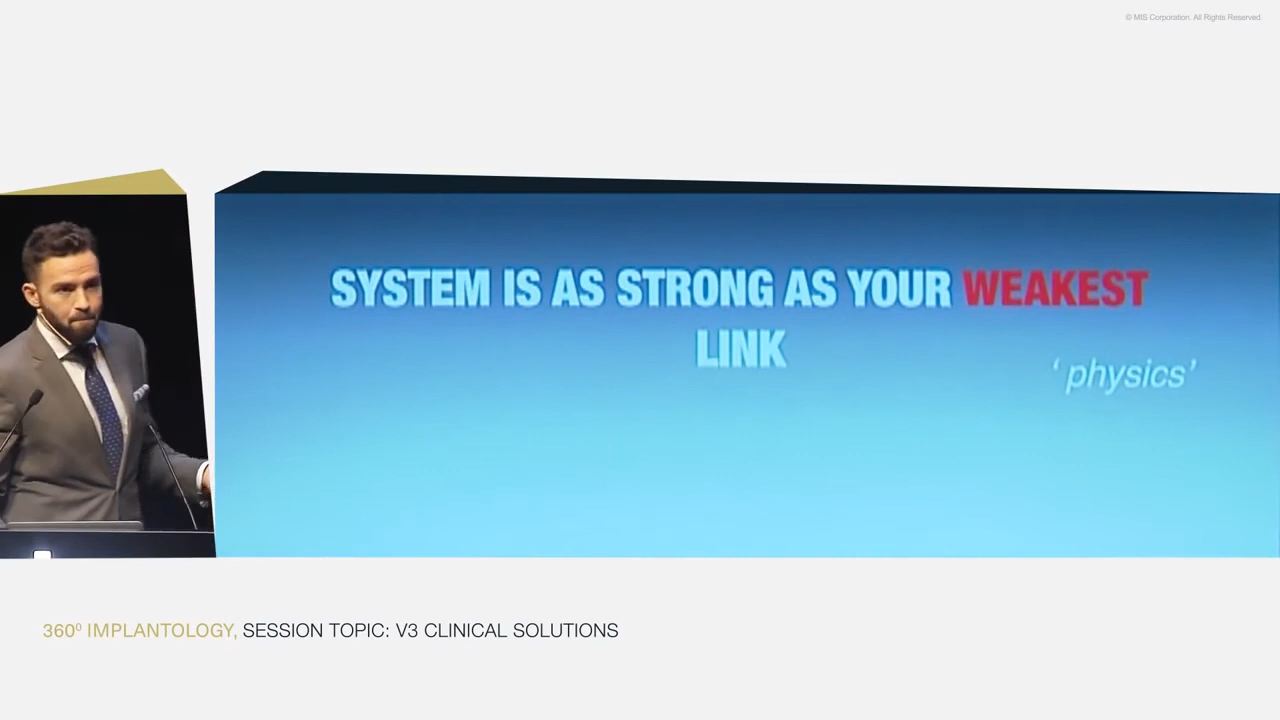 © MIS Corporation. All Rights Reserved
SYSTEM IS AS STRONG AS YOUR WEAKEST
LINK
‘ physics’
360⁰ IMPLANTOLOGY, SESSION TOPIC: V3 CLINICAL SOLUTIONS